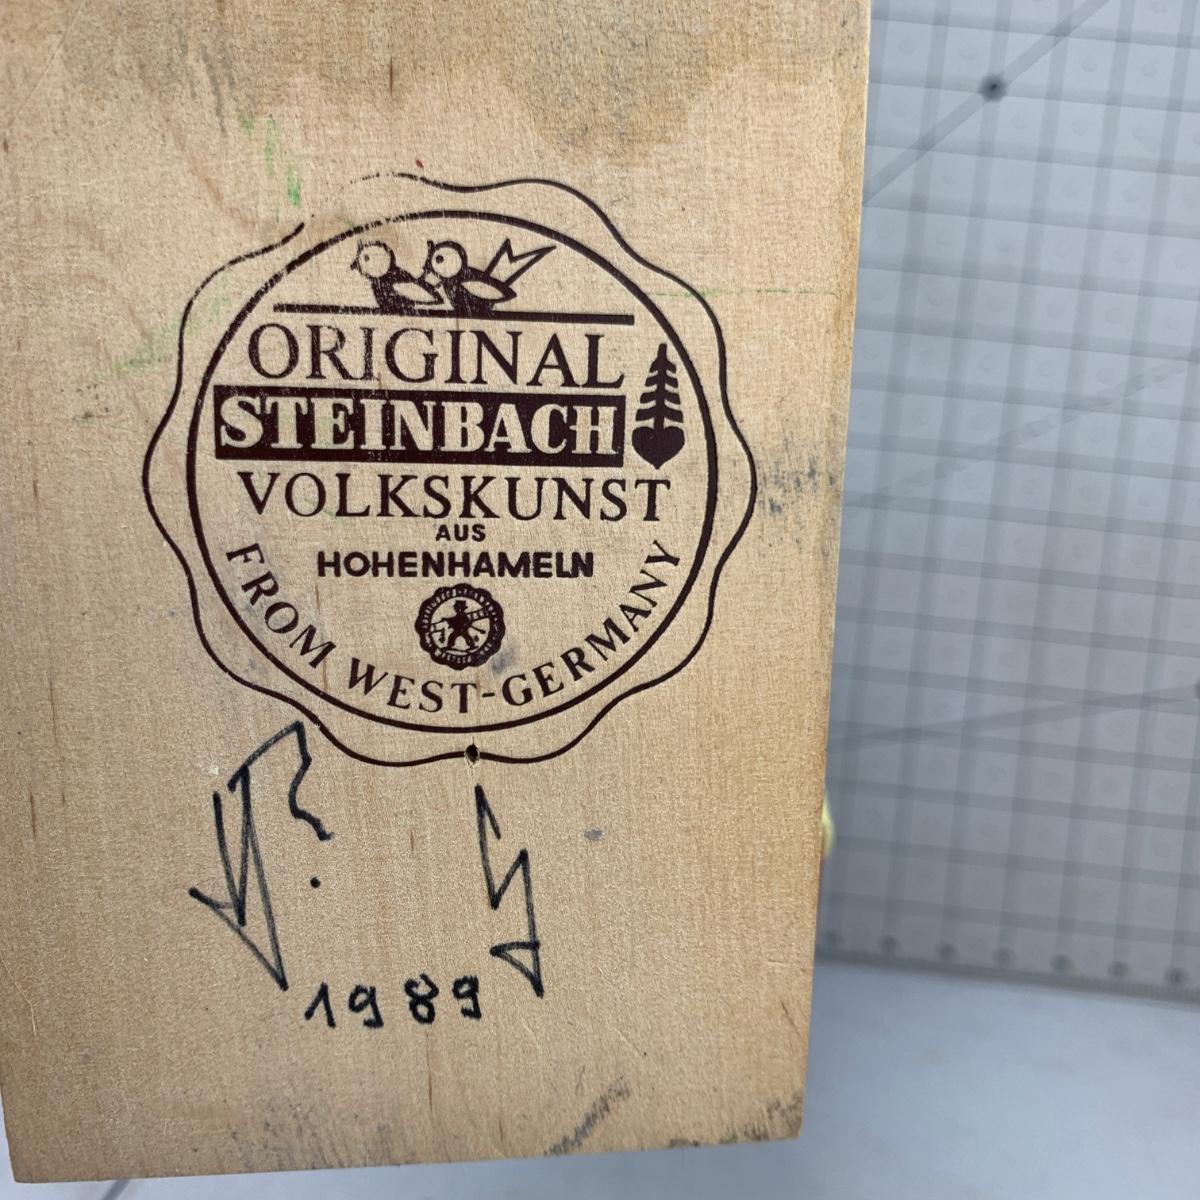 ORIGINAL
STEINBACH
VOLKSKUNST
AUS
HOHENHAMELN
FROM WEST-GERMANY
1989